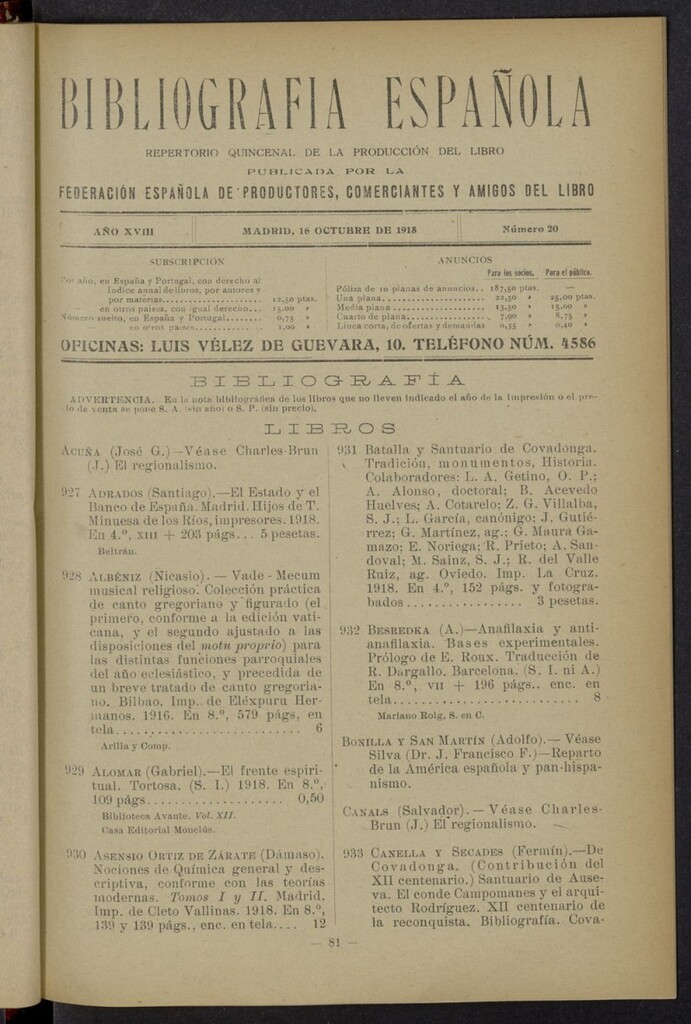 BIBLIOGRAFIA ESPAÑOLA
REPERTORIO QUINCENAL DE LA PRODUCCIÓN DEL LIBRO
PUBLICADA POR LA
FEDERACIÓN ESPAÑOLA DE PRODUCTORES, COMERCIANTES Y AMIGOS DEL LIBRO
AÑO XVIII MADRID, 16 OCTUBRE DE 1918 Número 20
SUBSCRIPCIÓN
Por año, en España y Portugal, con derecho al
Indice anual de libros, por autores y
por materias.................. 12,50 ptas.
— en otros países, con igual derecho... 15,00 »
Número suelto, en España y Portugal....... 0,75 »
— en otros países............ 1,00 »
ANUNCIOS
Para los socios. Para el público.
Póliza de 10 planas de anuncios.. 187,50 ptas. —
Una plana.................... 22,50 » 25,00 ptas.
Media plana.................. 13,50 » 15,00 »
Cuarto de plana.............. 7,90 » 8,75 »
Línea corta, de ofertas y demandas 0,35 » 0,40 »
OFICINAS: LUIS VÉLEZ DE GUEVARA, 10. TELÉFONO NÚM. 4586
BIBLIOGRAFÍA
ADVERTENCIA. En la nota bibliográfica de los libros que no lleven indicado el año de la impresión o el pre-
cio de venta se pone S. A. (sin año) o S. P. (sin precio).
LIBROS
ACUÑA (José G.)—Véase Charles-Brun
(J.) El regionalismo.
927 ADRADOS (Santiago).—El Estado y el
Banco de España. Madrid. Hijos de T.
Minuesa de los Ríos, impresores. 1918.
En 4.º, XIII + 203 págs... 5 pesetas.
Beltrán.
928 ALBÉNIZ (Nicasio). — Vade-Mecum
musical religioso. Colección práctica
de canto gregoriano y figurado (el
primero, conforme a la edición vati-
cana, y el segundo ajustado a las
disposiciones del motu proprio) para
las distintas funciones parroquiales
del año eclesiástico, y precedida de
un breve tratado de canto gregoria-
no. Bilbao. Imp. de Eléxpuru Her-
manos. 1916. En 8.º, 579 págs, en
tela......................... 6
Arilla y Comp.
929 ALOMAR (Gabriel).—El frente espiri-
tual. Tortosa. (S. I.) 1918. En 8.º,
109 págs................... 0,50
Biblioteca Avante. Vol. XII.
Casa Editorial Monclús.
930 ASENSIO ORTIZ DE ZÁRATE (Dámaso).
Nociones de Química general y des-
criptiva, conforme con las teorías
modernas. Tomos I y II. Madrid.
Imp. de Cleto Vallinas. 1918. En 8.º,
139 y 139 págs., enc. en tela.... 12
931 Batalla y Santuario de Covadonga.
Tradición, monumentos, Historia.
Colaboradores: L. A. Getino, O. P.;
A. Alonso, doctoral; B. Acevedo
Huelves; A. Cotarelo; Z. G. Villalba,
S. J.; L. García, canónigo; J. Gutié-
rrez; G. Martínez, ag.; G. Maura Ga-
mazo; E. Noriega; R. Prieto; A. San-
doval; M. Sainz, S. J.; R. del Valle
Ruiz, ag. Oviedo. Imp. La Cruz.
1918. En 4.º, 152 págs. y fotogra-
bados................. 3 pesetas.
932 BESREDKA (A.)—Anafilaxia y anti-
anafilaxia. Bases experimentales.
Prólogo de E. Roux. Traducción de
R. Dargallo. Barcelona. (S. I. ni A.)
En 8.º, VII + 196 págs.. enc. en
tela......................... 8
Mariano Roig, S. en C.
BONILLA Y SAN MARTÍN (Adolfo).— Véase
Silva (Dr. J. Francisco F.)—Reparto
de la América española y pan-hispa-
nismo.
CANALS (Salvador).—Véase Charles-
Brun (J.) El regionalismo.
933 CANELLA Y SECADES (Fermín).—De
Covadonga. (Contribución del
XII centenario.) Santuario de Ause-
va. El conde Campomanes y el arqui-
tecto Rodríguez. XII centenario de
la reconquista. Bibliografía. Cova-
— 81 —